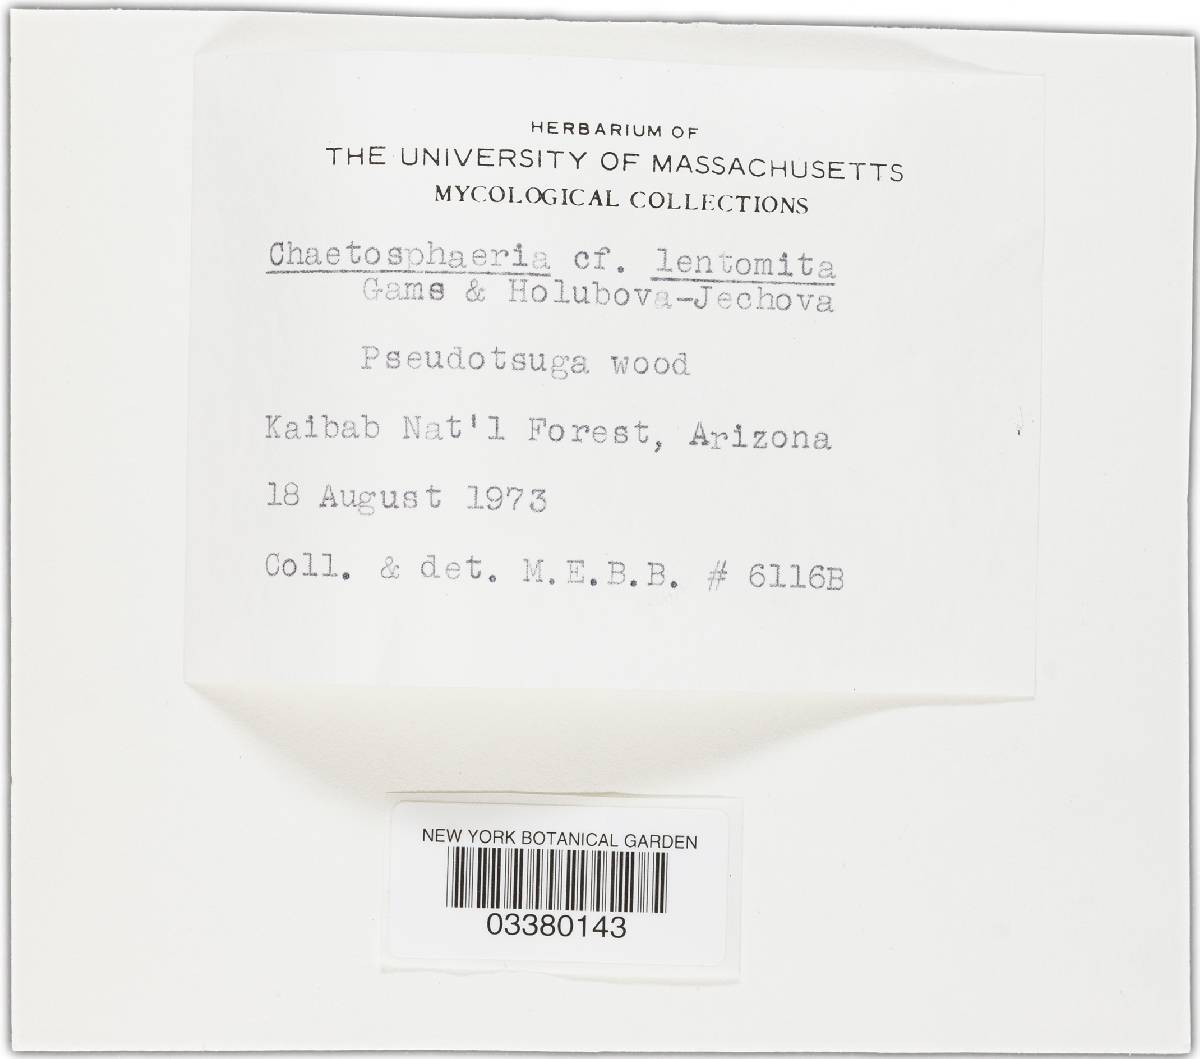 HERBARIUM OF
THE UNIVERSITY OF MASSACHUSETTS
MYCOLOGICAL COLLECTIONS
Chaetosphaeria cf. lentomita
Gams & Holubova-Jechova
Pseudotsuga wood
Kaibab Nat'l Forest, Arizona
18 August 1973
Coll. & det. M.E.B.B. # 6116B
NEW YORK BOTANICAL GARDEN
03380143